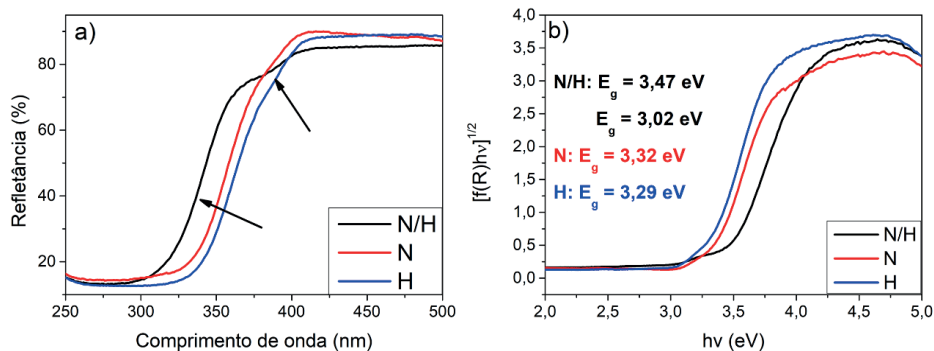 a)
Refletância (%)
80
60
40
20
250 300 350 400 450 500
Comprimento de onda (nm)
N/H
N
H
b)
[f(R)hν]1/2
4,0
3,5
3,0
2,5
2,0
1,5
1,0
0,5
0,0
2,0 2,5 3,0 3,5 4,0 4,5 5,0
hν (eV)
N/H: Eg = 3,47 eV
Eg = 3,02 eV
N: Eg = 3,32 eV
H: Eg = 3,29 eV
N/H
N
H